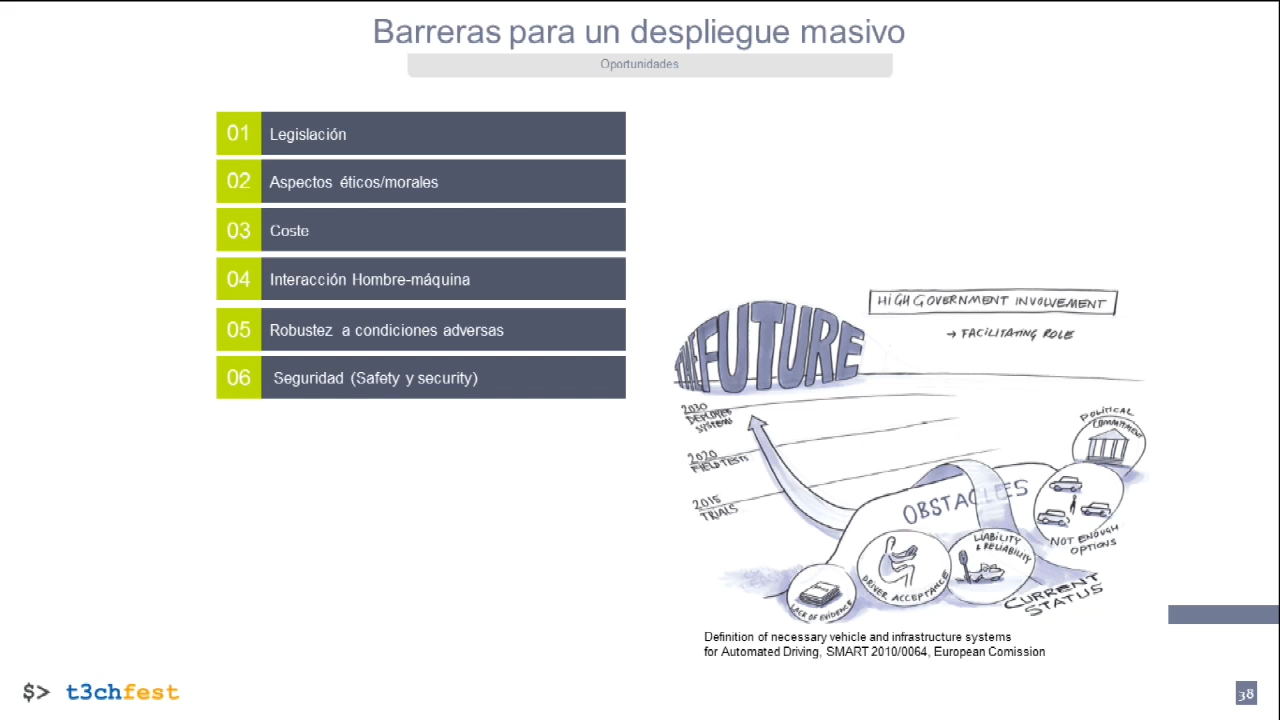 Barreras para un despliegue masivo
Oportunidades
01 Legislación
02 Aspectos éticos/morales
03 Coste
04 Interacción Hombre-máquina
05 Robustez a condiciones adversas
06 Seguridad (Safety y security)
HIGH GOVERNMENT INVOLVEMENT
→ FACILITATING ROLE
THE FUTURE
2030
DEPLOYED
SYSTEMS
2020
FIELD TESTS
2015
TRIALS
POLITICAL
COMMITMENT
OBSTACLES
NOT ENOUGH
OPTIONS
LIABILITY
& RELIABILITY
DRIVER ACCEPTANCE
LACK OF EVIDENCE
CURRENT
STATUS
Definition of necessary vehicle and infrastructure systems
for Automated Driving, SMART 2010/0064, European Comission
$> t3chfest
38